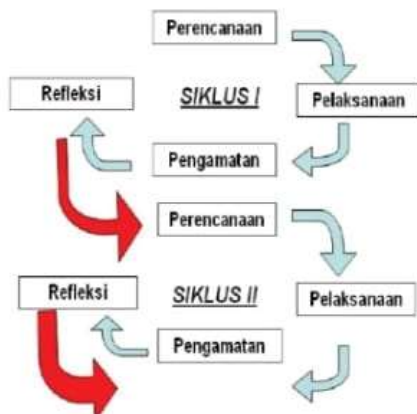 Perencanaan
Refleksi
SIKLUS I
Pelaksanaan
Pengamatan
Perencanaan
Refleksi
SIKLUS II
Pelaksanaan
Pengamatan